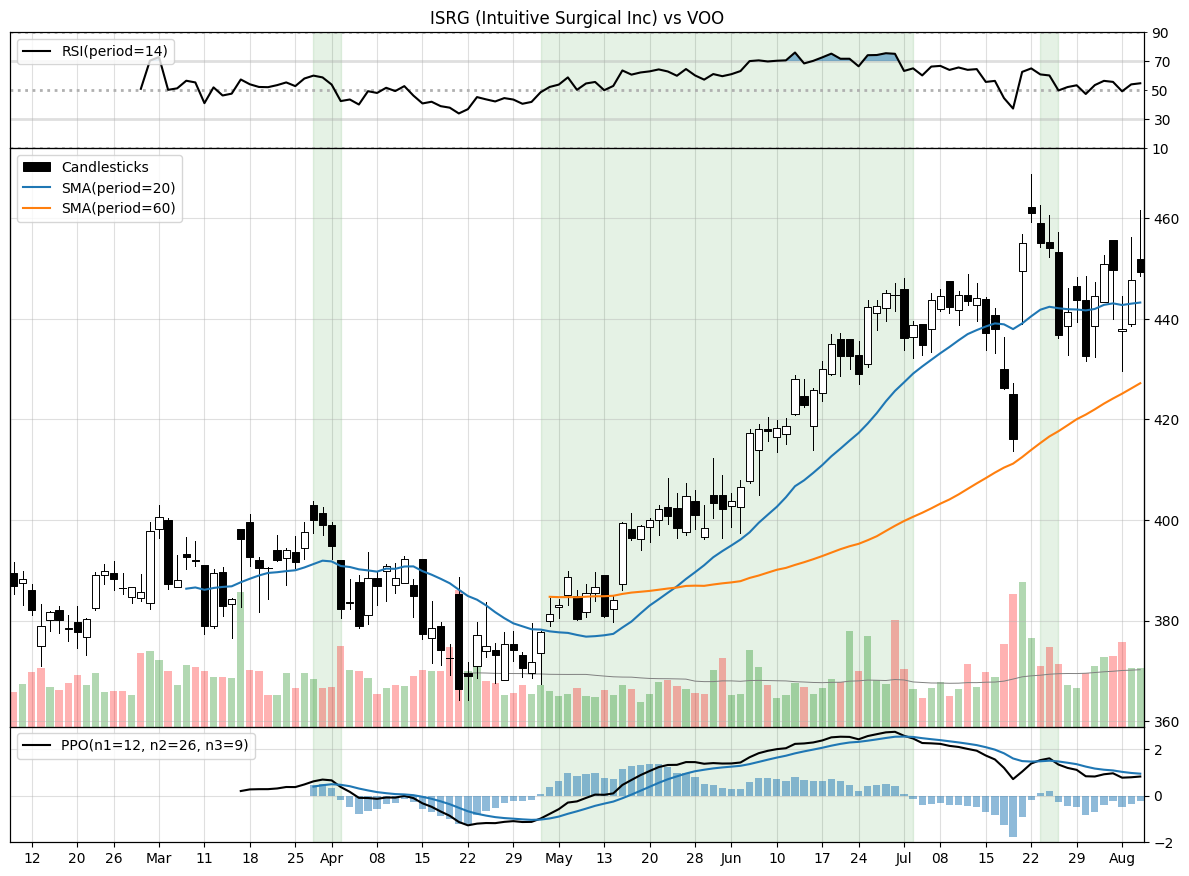 ISRG (Intuitive Surgical Inc) vs VOO
RSI(period=14)
90
70
50
30
10
Candlesticks
SMA(period=20)
SMA(period=60)
460
440
420
400
380
360
PPO(n1=12, n2=26, n3=9)
2
0
−2
12 20 26 Mar 11 18 25 Apr 08 15 22 29 May 13 20 28 Jun 10 17 24 Jul 08 15 22 29 Aug